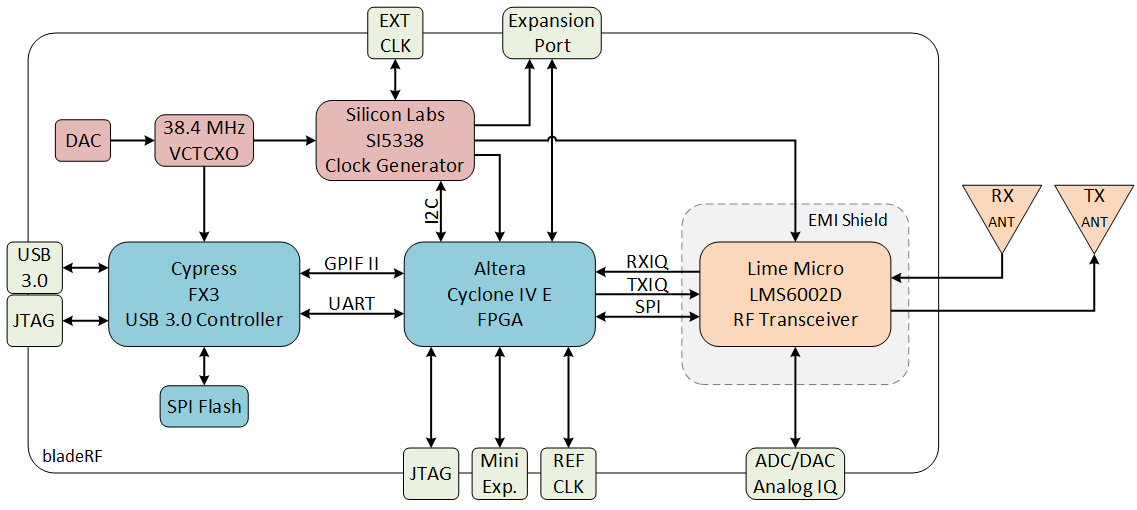 EXT
CLK
Expansion
Port
DAC
38.4 MHz
VCTCXO
Silicon Labs
SI5338
Clock Generator
I2C
RX
ANT
TX
ANT
EMI Shield
USB
3.0
JTAG
Cypress
FX3
USB 3.0 Controller
GPIF II
UART
Altera
Cyclone IV E
FPGA
RXIQ
TXIQ
SPI
Lime Micro
LMS6002D
RF Transceiver
SPI Flash
bladeRF
JTAG
Mini
Exp.
REF
CLK
ADC/DAC
Analog IQ